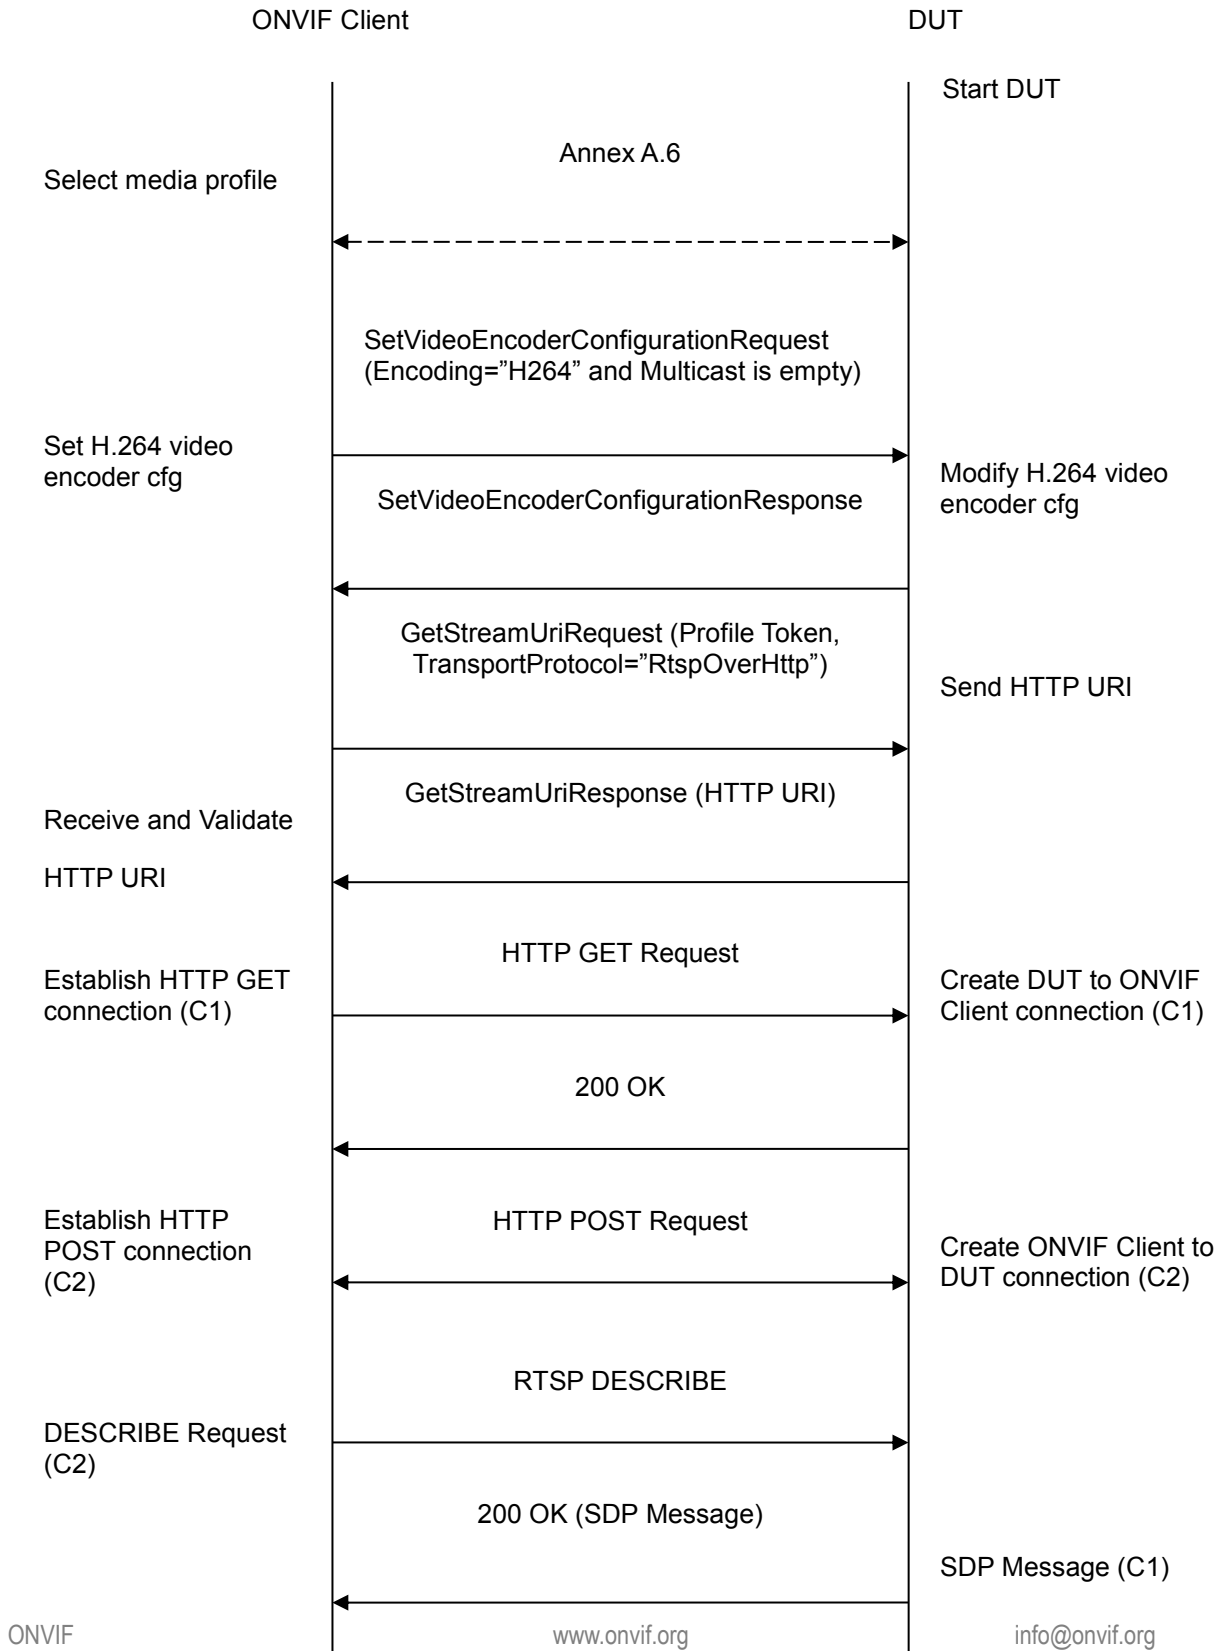 ONVIF Client
DUT
Start DUT
Annex A.6
Select media profile
SetVideoEncoderConfigurationRequest
(Encoding=”H264” and Multicast is empty)
Set H.264 video
encoder cfg
Modify H.264 video
encoder cfg
SetVideoEncoderConfigurationResponse
GetStreamUriRequest (Profile Token,
TransportProtocol=”RtspOverHttp”)
Send HTTP URI
GetStreamUriResponse (HTTP URI)
Receive and Validate
HTTP URI
HTTP GET Request
Establish HTTP GET
connection (C1)
Create DUT to ONVIF
Client connection (C1)
200 OK
Establish HTTP
POST connection
(C2)
HTTP POST Request
Create ONVIF Client to
DUT connection (C2)
RTSP DESCRIBE
DESCRIBE Request
(C2)
200 OK (SDP Message)
SDP Message (C1)
ONVIF
www.onvif.org
info@onvif.org